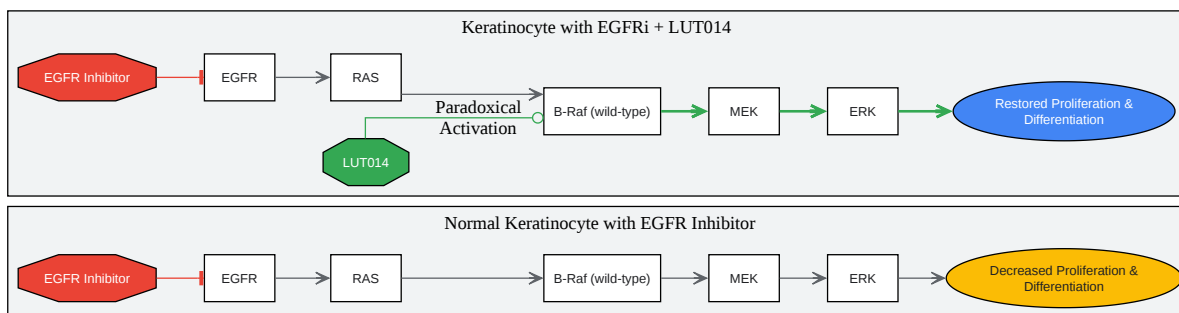 Keratinocyte with EGFRi + LUT014
EGFR Inhibitor
EGFR
RAS
Paradoxical
Activation
LUT014
B-Raf (wild-type)
MEK
ERK
Restored Proliferation &
Differentiation
Normal Keratinocyte with EGFR Inhibitor
EGFR Inhibitor
EGFR
RAS
B-Raf (wild-type)
MEK
ERK
Decreased Proliferation &
Differentiation